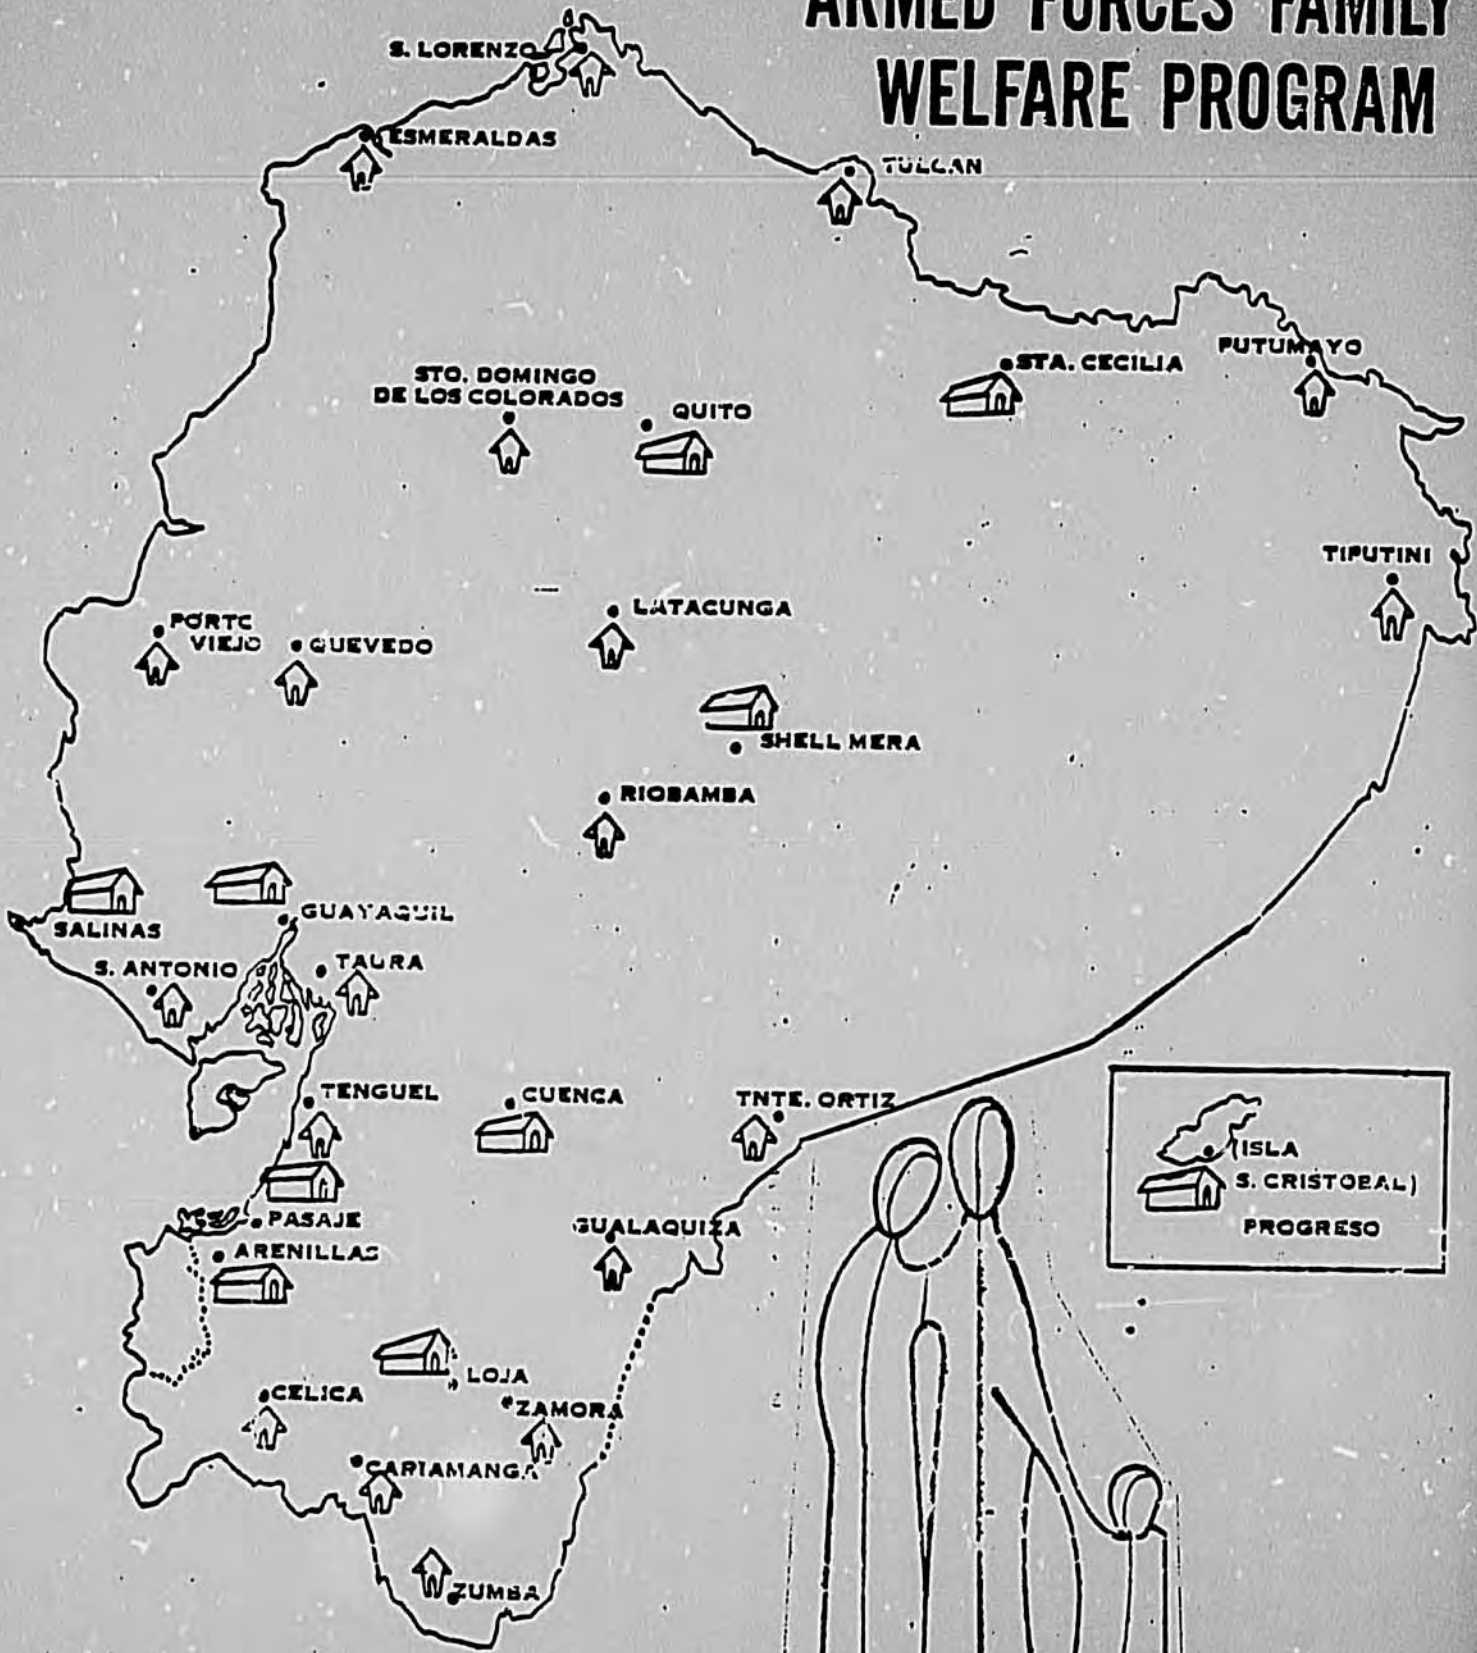 ARMED FORCES FAMILY
WELFARE PROGRAM
S. LORENZO
ESMERALDAS
TULCAN
STA. CECILIA
PUTUMAYO
STO. DOMINGO
DE LOS COLORADOS
QUITO
TIPUTINI
LATACUNGA
PORTO
VIEJO
QUEVEDO
SHELL MERA
RIOBAMBA
GUAYAQUIL
SALINAS
S. ANTONIO
TAURA
TENGUEL
CUENCA
TNTE. ORTIZ
(ISLA
S. CRISTOBAL)
PROGRESO
PASAJE
GUALAQUIZA
ARENILLAS
LOJA
CELICA
ZAMORA
CARIAMANGA
ZUMBA